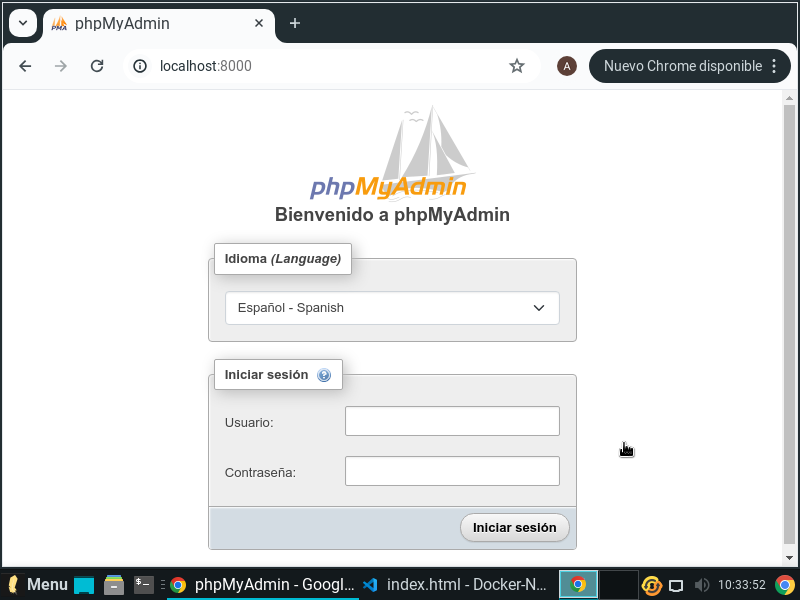 phpMyAdmin
localhost:8000
A
Nuevo Chrome disponible
phpMyAdmin
Bienvenido a phpMyAdmin
Idioma (Language)
Español - Spanish
Iniciar sesión
Usuario:
Contraseña:
Iniciar sesión
Menu
phpMyAdmin - Googl...
index.html - Docker-N...
10:33:52